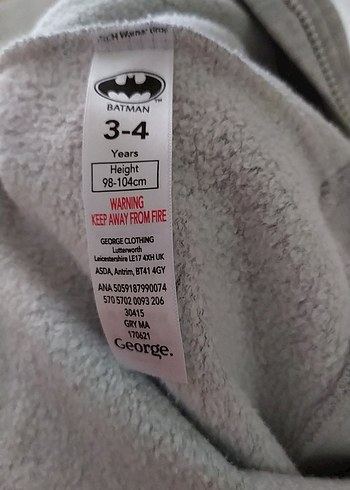 BATMAN
TM
3-4
Years
Height
98-104cm
WARNING
KEEP AWAY FROM FIRE
GEORGE CLOTHING
Lutterworth
Leicestershire LE17 4XH UK
ASDA, Antrim, BT41 4GY
ANA 5059187990074
570 5702 0093 206
30415
GRY MA
170621
George.